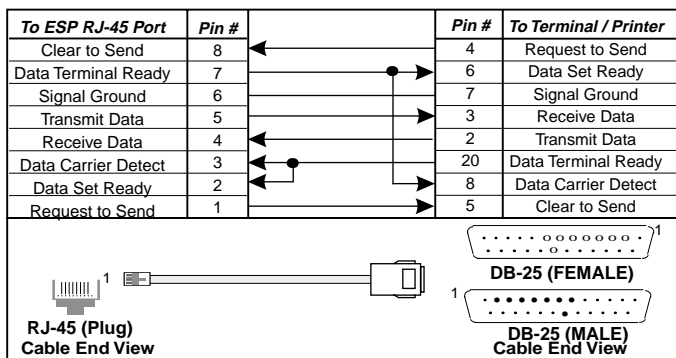 To ESP RJ-45 Port Pin # Pin # To Terminal / Printer
Clear to Send 8 4 Request to Send
Data Terminal Ready 7 6 Data Set Ready
Signal Ground 6 7 Signal Ground
Transmit Data 5 3 Receive Data
Receive Data 4 2 Transmit Data
Data Carrier Detect 3 20 Data Terminal Ready
Data Set Ready 2 8 Data Carrier Detect
Request to Send 1 5 Clear to Send
1
DB-25 (FEMALE)
1
1
RJ-45 (Plug)
Cable End View
DB-25 (MALE)
Cable End View